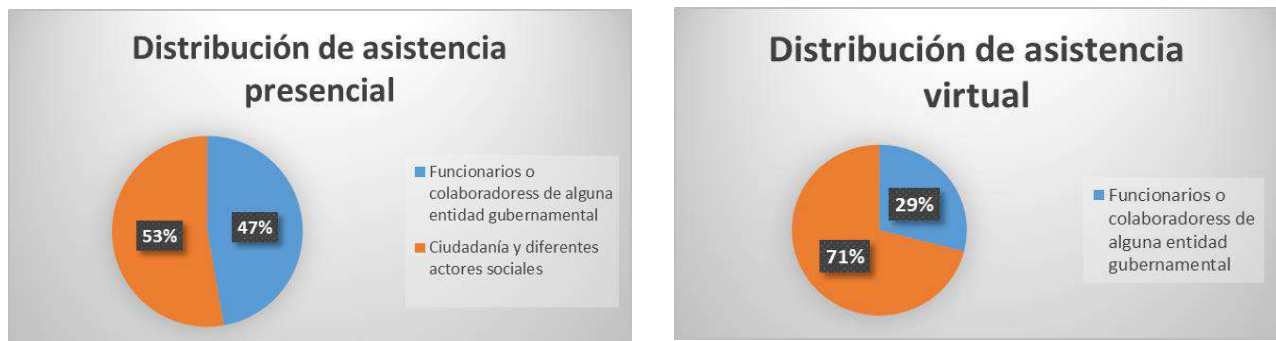 Distribución de asistencia
presencial
53%
47%
Funcionarios o
colaboradoress de alguna
entidad gubernamental
Ciudadanía y diferentes
actores sociales
Distribución de asistencia
virtual
29%
71%
Funcionarios o
colaboradoress de
alguna entidad
gubernamental